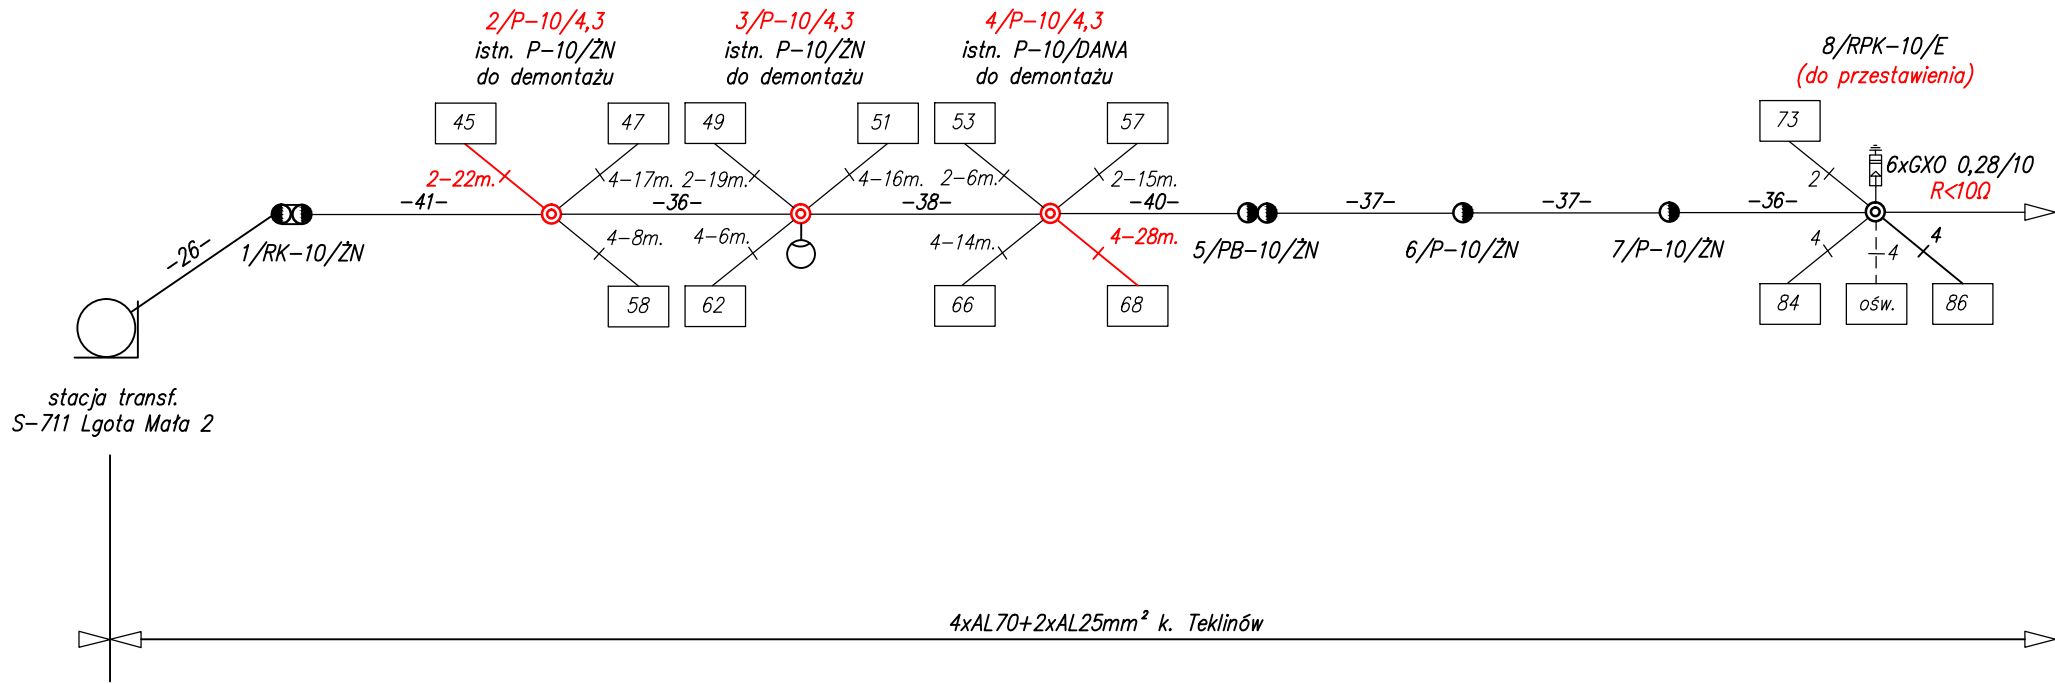 2/P-10/4,3
istn. P-10/ŻN
do demontażu
3/P-10/4,3
istn. P-10/ŻN
do demontażu
4/P-10/4,3
istn. P-10/DANA
do demontażu
8/RPK-10/E
(do przestawienia)
45
47
49
51
53
57
73
2-22m.
4-17m.
2-19m.
4-16m.
2-6m.
2-15m.
2
6xGXO 0,28/10
R<10Ω
-26-
-41-
-36-
-38-
-40-
-37-
-37-
-36-
1/RK-10/ŻN
4-8m.
4-6m.
4-14m.
4-28m.
5/PB-10/ŻN
6/P-10/ŻN
7/P-10/ŻN
4
4
4
58
62
66
68
84
ośw.
86
stacja transf.
S-711 Lgota Mała 2
4xAL70+2xAL25mm² k. Teklinów